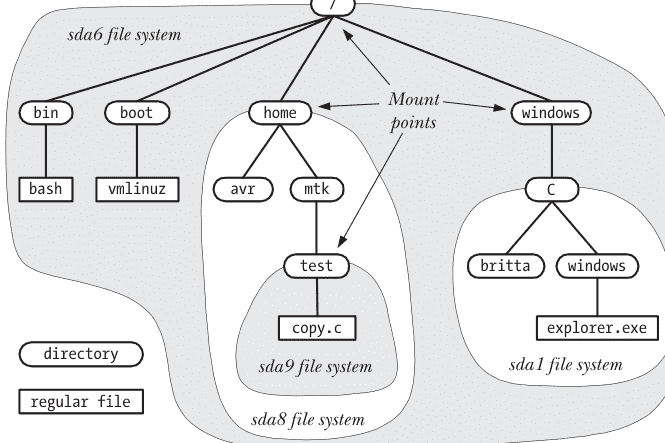 /
sda6 file system
bin
boot
home
Mount
points
windows
bash
vmlinuz
avr
mtk
C
test
britta
windows
copy.c
explorer.exe
directory
sda9 file system
sda1 file system
regular file
sda8 file system